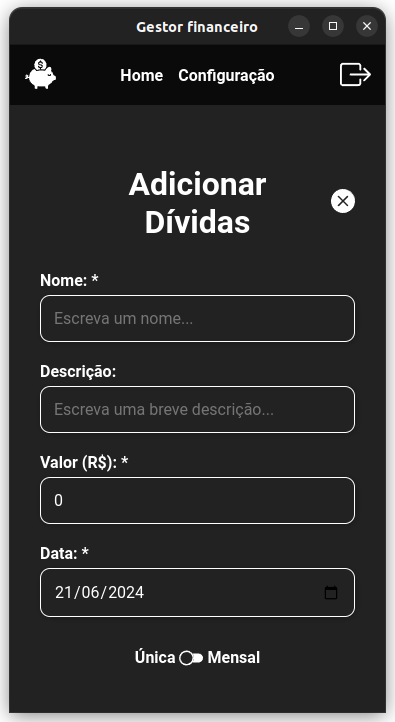 Gestor financeiro
$
Home Configuração
Adicionar
Dívidas
Nome: *
Escreva um nome...
Descrição:
Escreva uma breve descrição...
Valor (R$): *
0
Data: *
21/06/2024
Única Mensal